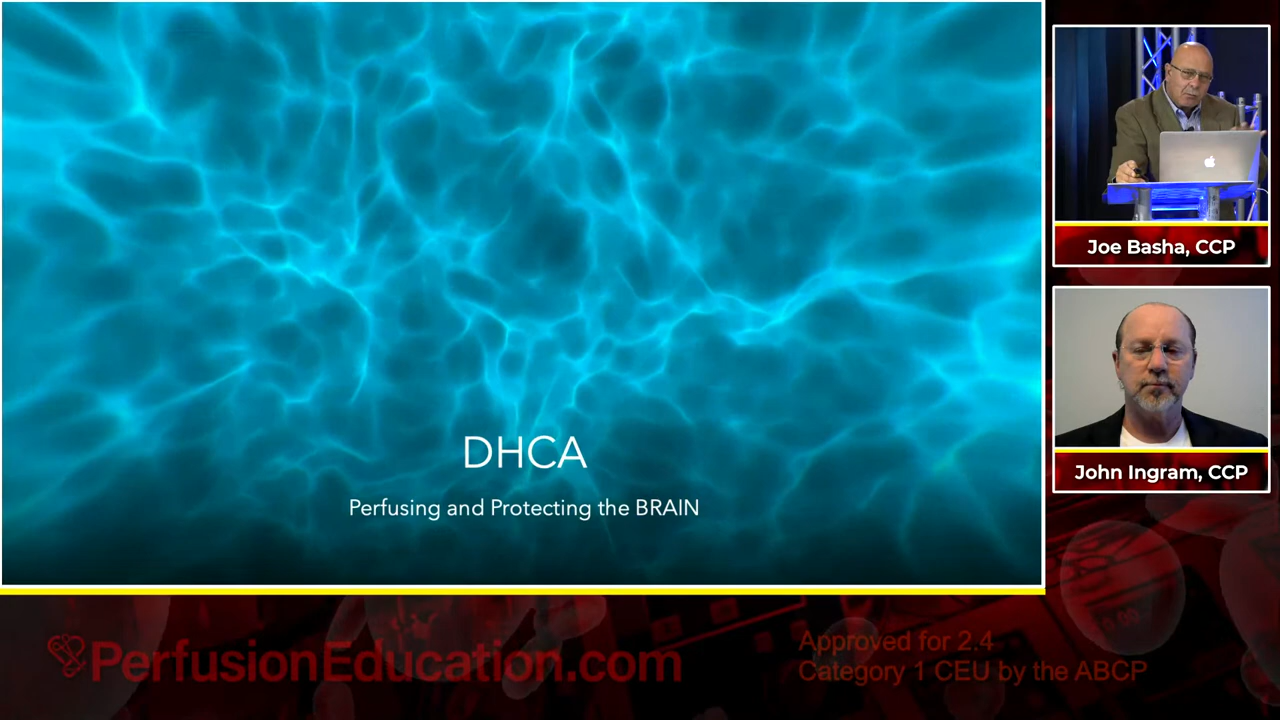 DHCA
Perfusing and Protecting the BRAIN
Joe Basha, CCP
John Ingram, CCP
PerfusionEducation.com
Approved for 2.4
Category 1 CEU by the ABCP